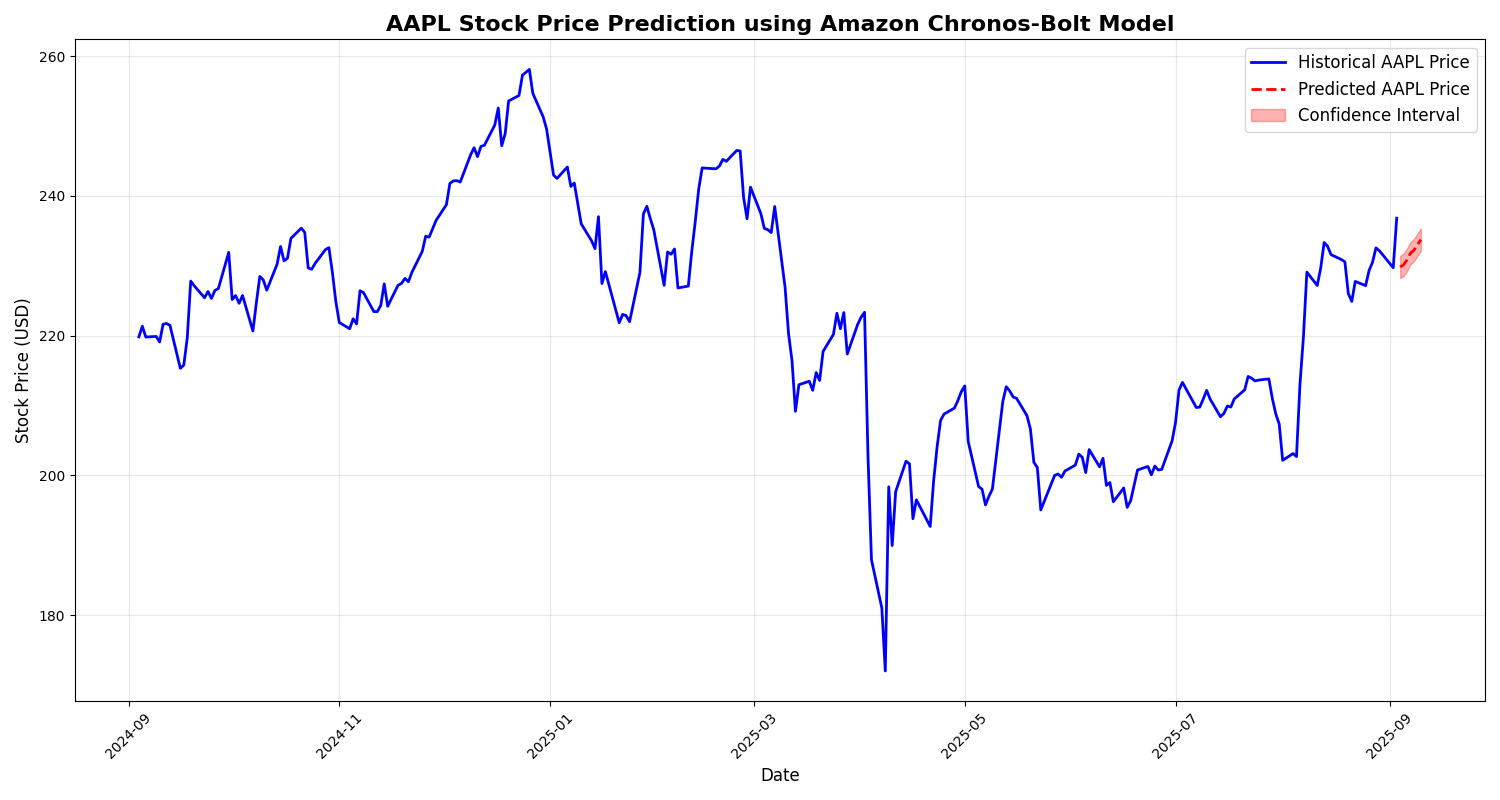 AAPL Stock Price Prediction using Amazon Chronos-Bolt Model
Historical AAPL Price
Predicted AAPL Price
Confidence Interval
Stock Price (USD)
260
240
220
200
180
2024-09
2024-11
2025-01
2025-03
2025-05
2025-07
2025-09
Date